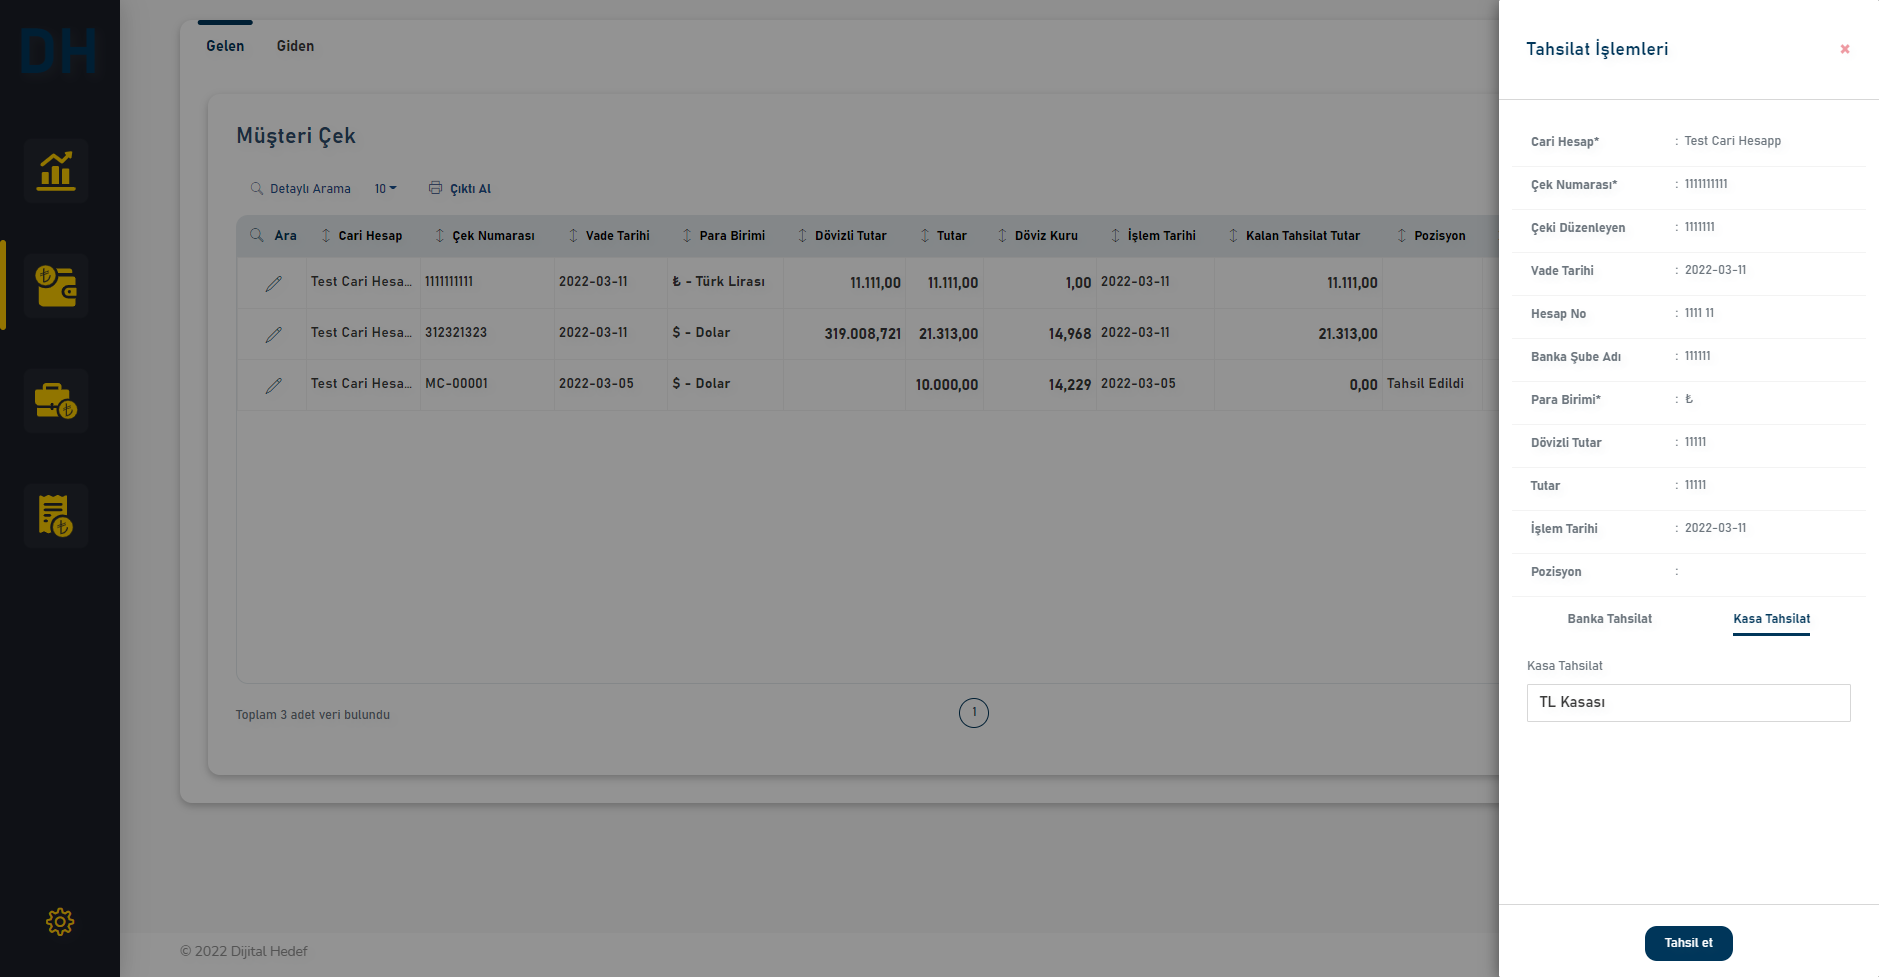 DH
Gelen
Giden
Müşteri Çek
Detaylı Arama
10
Çıktı Al
Ara
Cari Hesap
Çek Numarası
Vade Tarihi
Para Birimi
Dövizli Tutar
Tutar
Döviz Kuru
İşlem Tarihi
Kalan Tahsilat Tutar
Pozisyon
Test Cari Hesa... 1111111111 2022-03-11 ₺ - Türk Lirası 11.111,00 11.111,00 1,00 2022-03-11 11.111,00
Test Cari Hesa... 312321323 2022-03-11 $ - Dolar 319.008,721 21.313,00 14,968 2022-03-11 21.313,00
Test Cari Hesa... MC-00001 2022-03-05 $ - Dolar 10.000,00 14,229 2022-03-05 0,00 Tahsil Edildi
Toplam 3 adet veri bulundu
1
© 2022 Dijital Hedef
Tahsilat İşlemleri
Cari Hesap* : Test Cari Hesapp
Çek Numarası* : 1111111111
Çeki Düzenleyen : 1111111
Vade Tarihi : 2022-03-11
Hesap No : 1111 11
Banka Şube Adı : 111111
Para Birimi* : ₺
Dövizli Tutar : 11111
Tutar : 11111
İşlem Tarihi : 2022-03-11
Pozisyon :
Banka Tahsilat
Kasa Tahsilat
Kasa Tahsilat
TL Kasası
Tahsil et